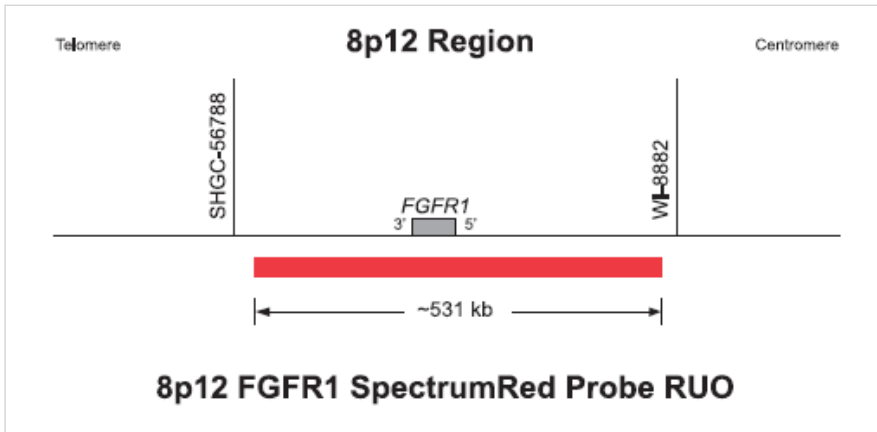 Telomere
8p12 Region
Centromere
SHGC-56788
WI-8882
FGFR1
3' 5'
~531 kb
8p12 FGFR1 SpectrumRed Probe RUO